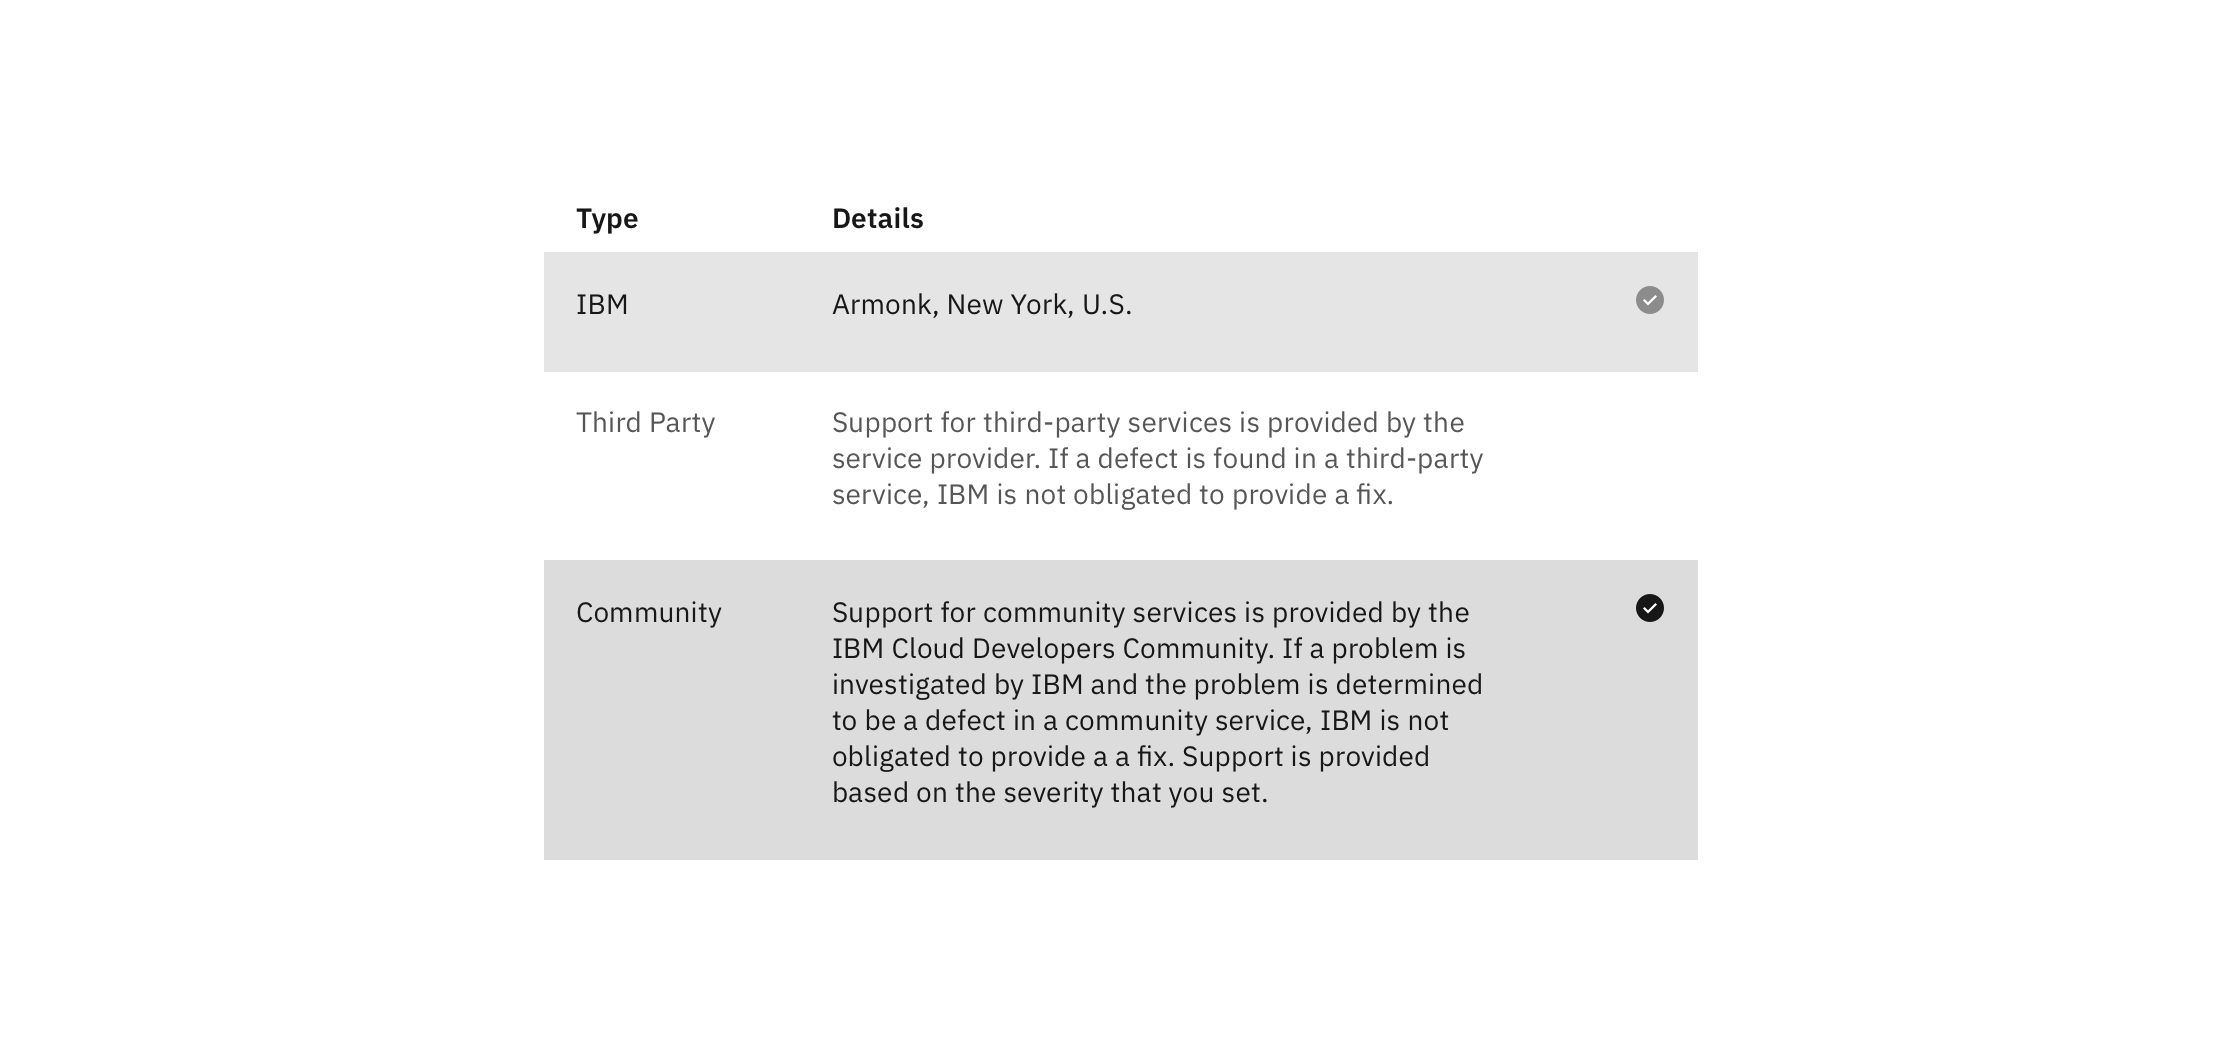 Type Details
IBM Armonk, New York, U.S.
Third Party Support for third-party services is provided by the
service provider. If a defect is found in a third-party
service, IBM is not obligated to provide a fix.
Community Support for community services is provided by the
IBM Cloud Developers Community. If a problem is
investigated by IBM and the problem is determined
to be a defect in a community service, IBM is not
obligated to provide a a fix. Support is provided
based on the severity that you set.